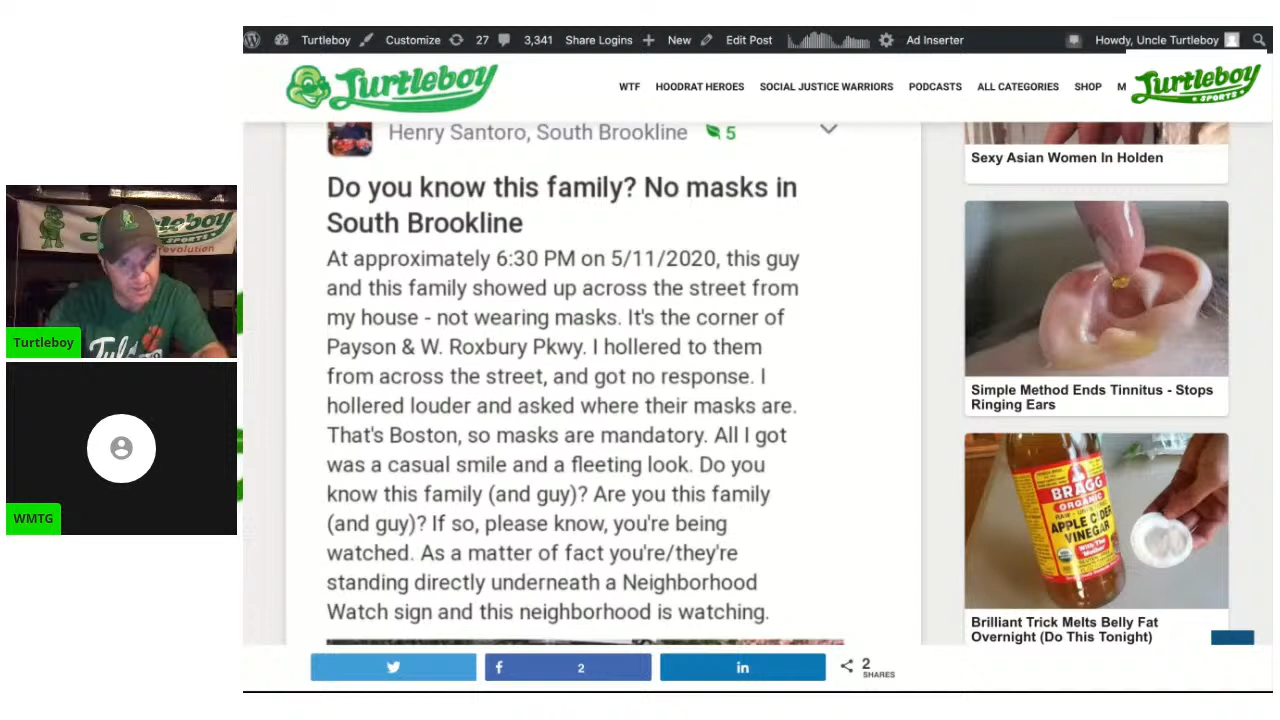 Turtleboy
Customize
27
3,341
Share Logins
New
Edit Post
Ad Inserter
Howdy, Uncle Turtleboy
Turtleboy
WTF
HOODRAT HEROES
SOCIAL JUSTICE WARRIORS
PODCASTS
ALL CATEGORIES
SHOP
M
Turtleboy
SPORTS
Henry Santoro, South Brookline
5
Do you know this family? No masks in
South Brookline
At approximately 6:30 PM on 5/11/2020, this guy
and this family showed up across the street from
my house - not wearing masks. It's the corner of
Payson & W. Roxbury Pkwy. I hollered to them
from across the street, and got no response. I
hollered louder and asked where their masks are.
That's Boston, so masks are mandatory. All I got
was a casual smile and a fleeting look. Do you
know this family (and guy)? Are you this family
(and guy)? If so, please know, you're being
watched. As a matter of fact you're/they're
standing directly underneath a Neighborhood
Watch sign and this neighborhood is watching.
2
2
SHARES
Sexy Asian Women In Holden
Simple Method Ends Tinnitus - Stops
Ringing Ears
BRAGG
ORGANIC
APPLE CIDER
VINEGAR
With The 'Mother'
Brilliant Trick Melts Belly Fat
Overnight (Do This Tonight)
SPORTS
Turtleboy
WMTG